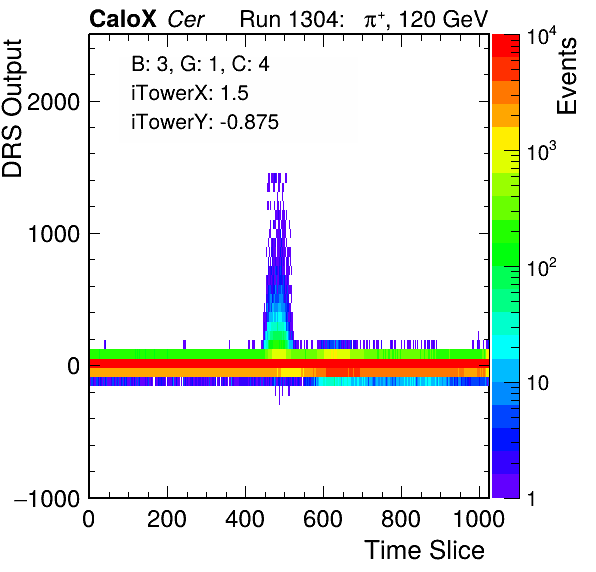 CaloX Cer Run 1304: π⁺, 120 GeV
B: 3, G: 1, C: 4
iTowerX: 1.5
iTowerY: -0.875
DRS Output
2000
1000
0
−1000
0 200 400 600 800 1000
Time Slice
Events
10⁴
10³
10²
10
1